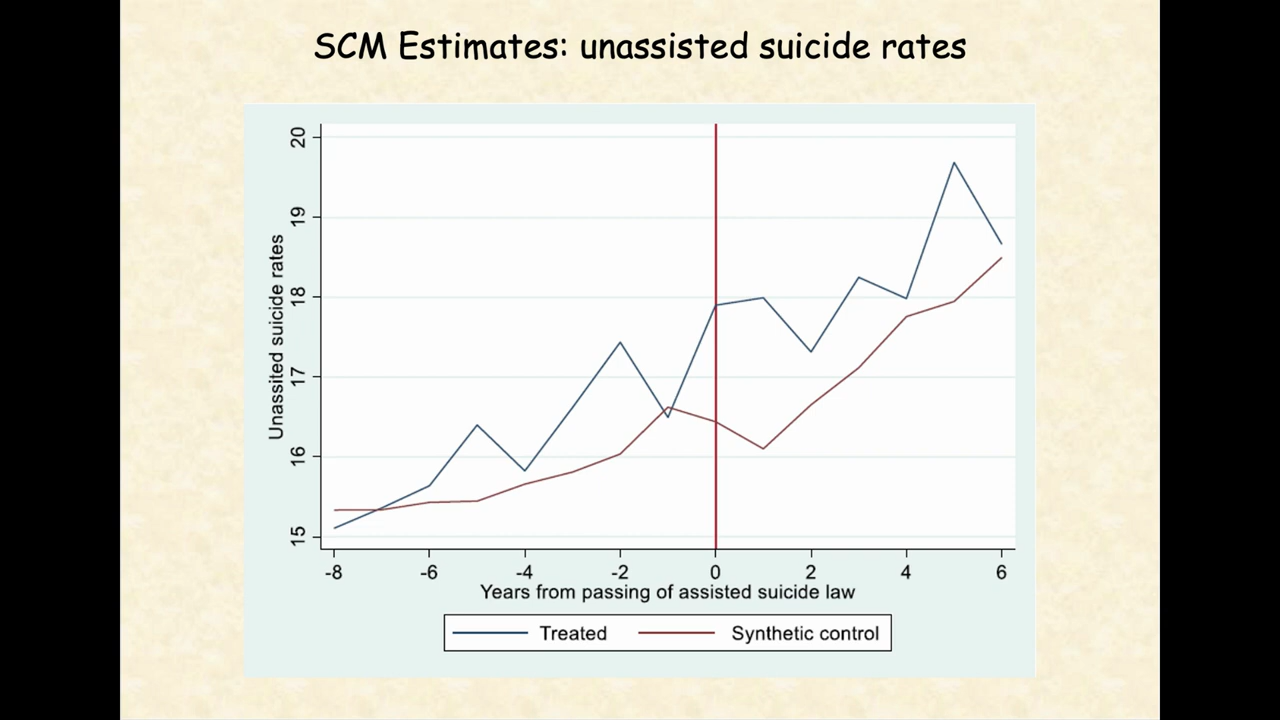 SCM Estimates: unassisted suicide rates
20
19
18
17
16
15
Unassited suicide rates
-8 -6 -4 -2 0 2 4 6
Years from passing of assisted suicide law
Treated Synthetic control